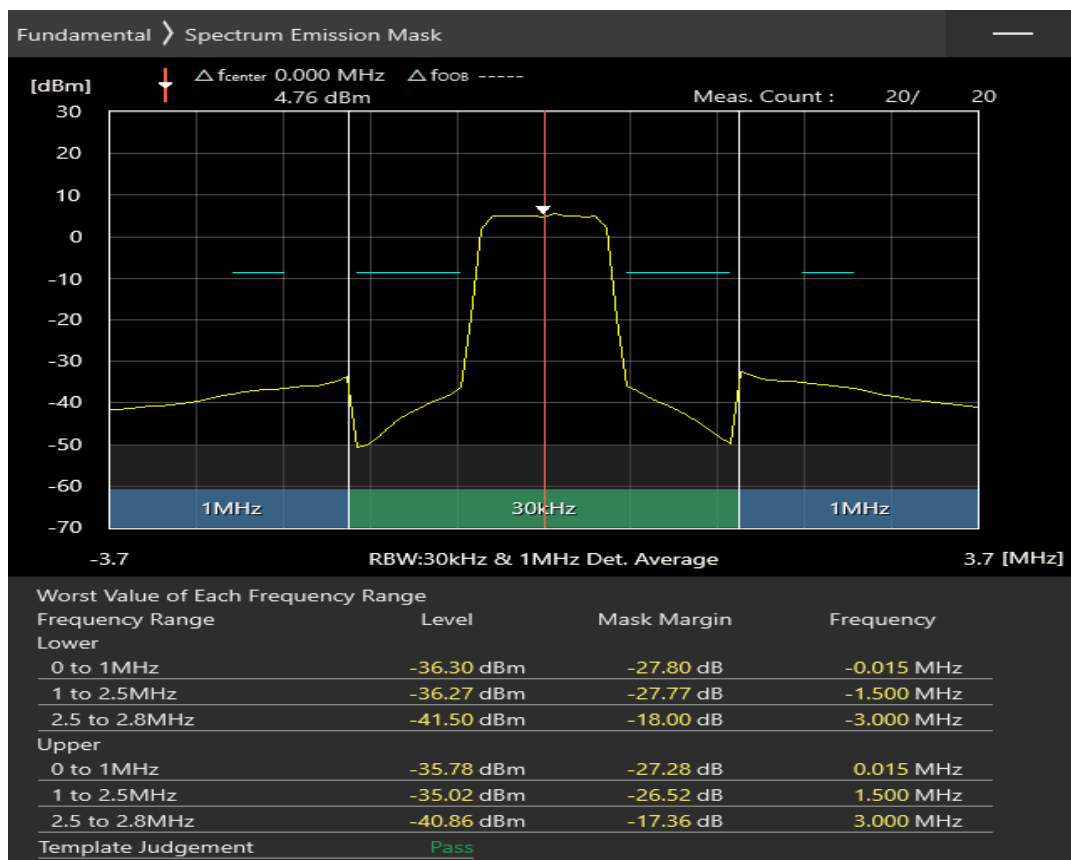 Fundamental ❯ Spectrum Emission Mask
[dBm] △ fcenter 0.000 MHz △ fOOB -----
4.76 dBm Meas. Count : 20/ 20
30
20
10
0
-10
-20
-30
-40
-50
-60
1MHz 30kHz 1MHz
-70
-3.7 RBW:30kHz & 1MHz Det. Average 3.7 [MHz]
Worst Value of Each Frequency Range
Frequency Range Level Mask Margin Frequency
Lower
0 to 1MHz -36.30 dBm -27.80 dB -0.015 MHz
1 to 2.5MHz -36.27 dBm -27.77 dB -1.500 MHz
2.5 to 2.8MHz -41.50 dBm -18.00 dB -3.000 MHz
Upper
0 to 1MHz -35.78 dBm -27.28 dB 0.015 MHz
1 to 2.5MHz -35.02 dBm -26.52 dB 1.500 MHz
2.5 to 2.8MHz -40.86 dBm -17.36 dB 3.000 MHz
Template Judgement Pass